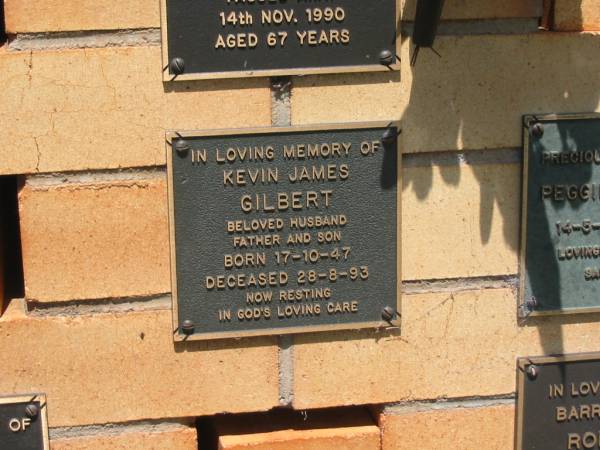 14th NOV. 1990
AGED 67 YEARS
IN LOVING MEMORY OF
KEVIN JAMES
GILBERT
BELOVED HUSBAND
FATHER AND SON
BORN 17-10-47
DECEASED 28-8-93
NOW RESTING
IN GOD'S LOVING CARE
PRECIOU
PEGGI
14-5-
LOVING
SA
OF
IN LOV
BARR
RO